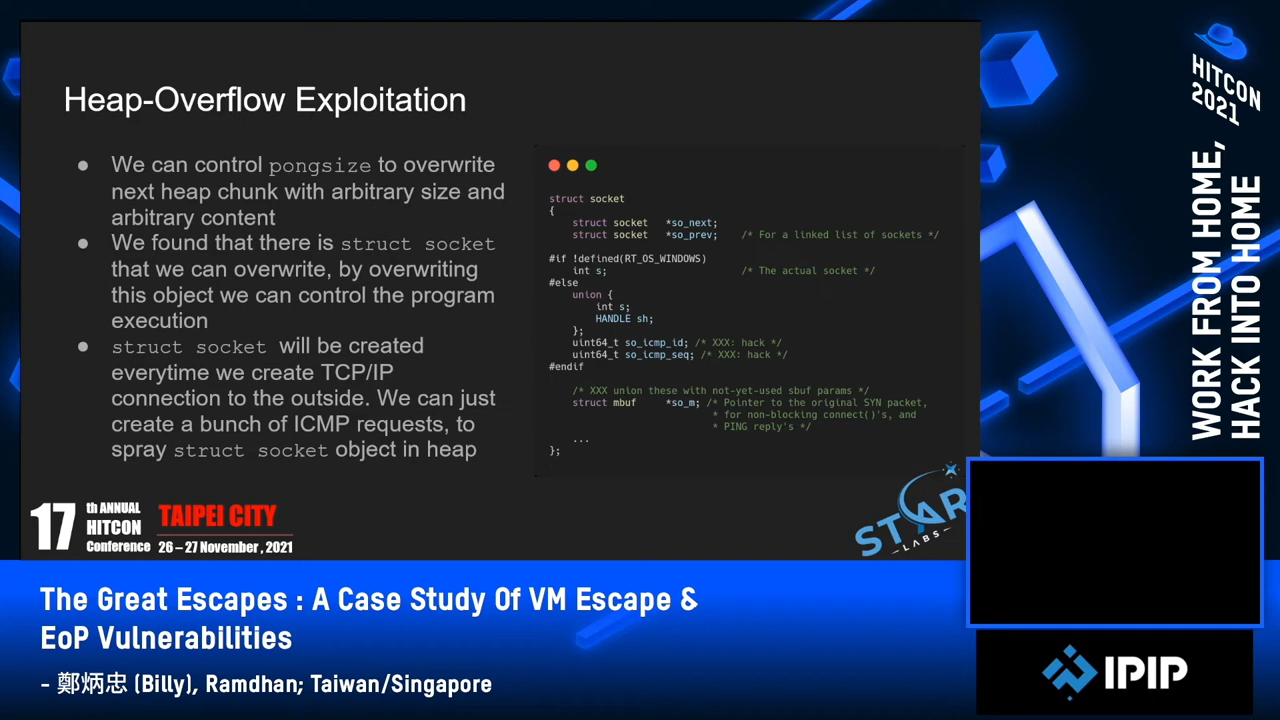 Heap-Overflow Exploitation
● We can control pongsize to overwrite
next heap chunk with arbitrary size and
arbitrary content
● We found that there is struct socket
that we can overwrite, by overwriting
this object we can control the program
execution
● struct socket will be created
everytime we create TCP/IP
connection to the outside. We can just
create a bunch of ICMP requests, to
spray struct socket object in heap
struct socket
{
    struct socket   *so_next;
    struct socket   *so_prev;    /* For a linked list of sockets */
#if !defined(RT_OS_WINDOWS)
    int s;                       /* The actual socket */
#else
    union {
        int s;
        HANDLE sh;
    };
    uint64_t so_icmp_id; /* XXX: hack */
    uint64_t so_icmp_seq; /* XXX: hack */
#endif
    /* XXX union these with not-yet-used sbuf params */
    struct mbuf     *so_m; /* Pointer to the original SYN packet,
                            * for non-blocking connect()'s, and
                            * PING reply's */
    ...
};
17
th ANNUAL
HITCON
Conference
TAIPEI CITY
26 – 27 November , 2021
STAR
LABS
HITCON
2021
WORK FROM HOME,
HACK INTO HOME
The Great Escapes : A Case Study Of VM Escape &
EoP Vulnerabilities
- 鄭炳忠 (Billy), Ramdhan; Taiwan/Singapore
IPIP